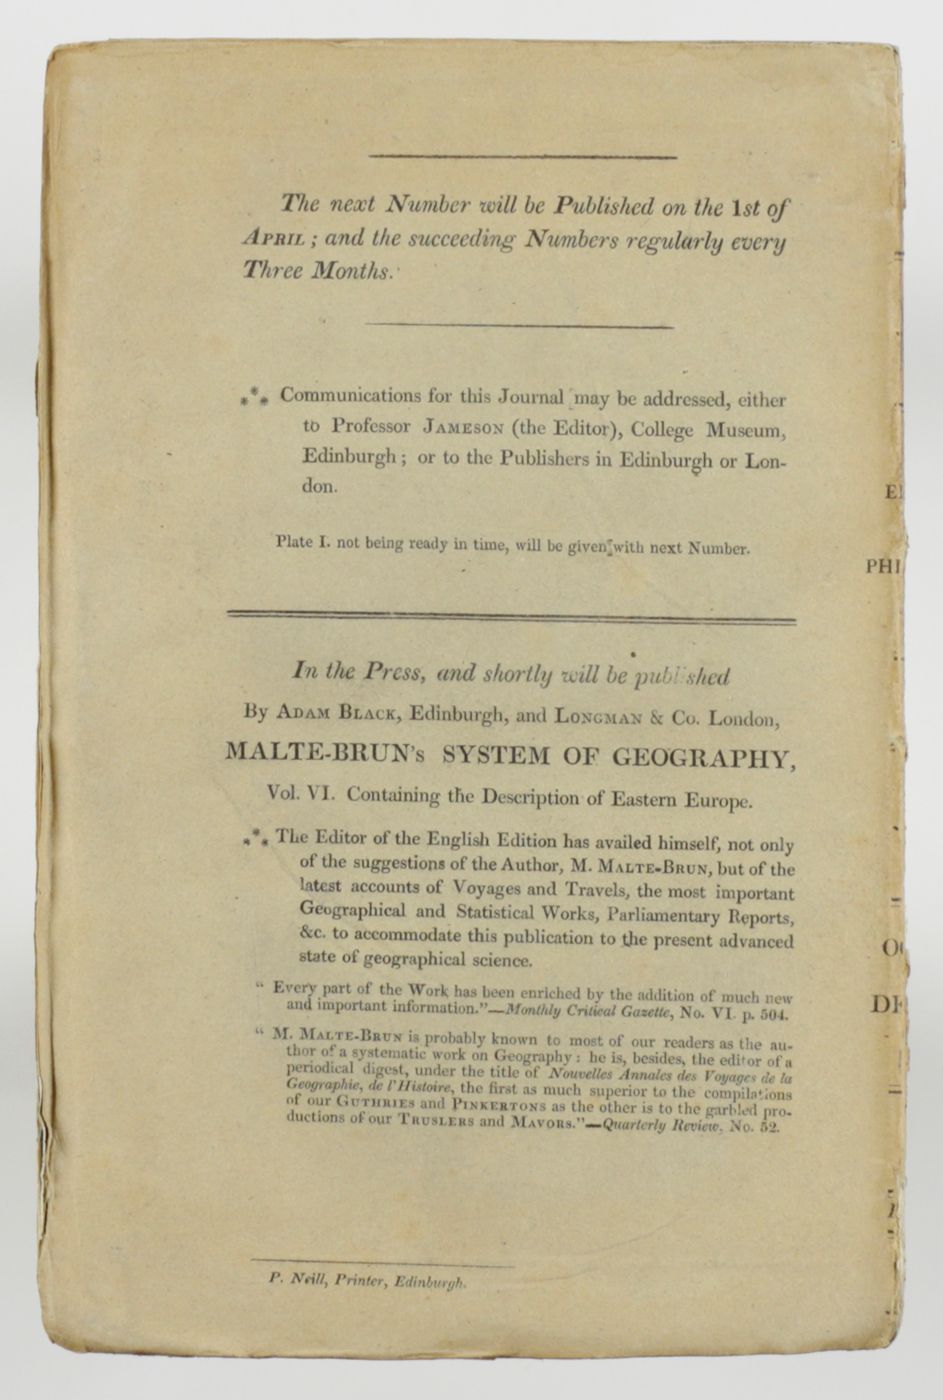 The next Number will be Published on the 1st of
APRIL ; and the succeeding Numbers regularly every
Three Months.
*** Communications for this Journal may be addressed, either
to Professor JAMESON (the Editor), College Museum,
Edinburgh ; or to the Publishers in Edinburgh or Lon-
don.
Plate I. not being ready in time, will be given with next Number.
In the Press, and shortly will be published
By ADAM BLACK, Edinburgh, and LONGMAN & Co. London,
MALTE-BRUN's SYSTEM OF GEOGRAPHY,
Vol. VI. Containing the Description of Eastern Europe.
*** The Editor of the English Edition has availed himself, not only
of the suggestions of the Author, M. MALTE-BRUN, but of the
latest accounts of Voyages and Travels, the most important
Geographical and Statistical Works, Parliamentary Reports,
&c. to accommodate this publication to the present advanced
state of geographical science.
“ Every part of the Work has been enriched by the addition of much new
and important information.”—Monthly Critical Gazette, No. VI. p. 504.
“ M. MALTE-BRUN is probably known to most of our readers as the au-
thor of a systematic work on Geography : he is, besides, the editor of a
periodical digest, under the title of Nouvelles Annales des Voyages de la
Geographie, de l'Histoire, the first as much superior to the compilations
of our GUTHRIES and PINKERTONS as the other is to the garbled pro-
ductions of our TRUSLERS and MAVORS.”—Quarterly Review, No. 52.
P. Neill, Printer, Edinburgh.
PHI